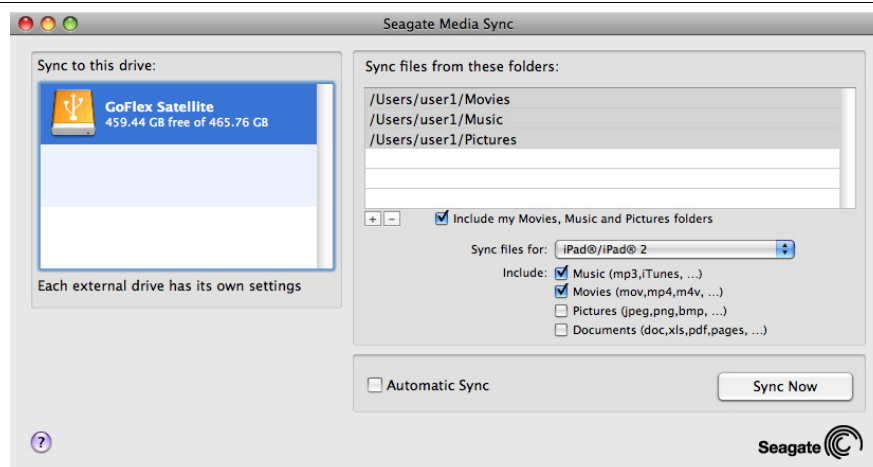 Seagate Media Sync
Sync to this drive:
GoFlex Satellite
459.44 GB free of 465.76 GB
Each external drive has its own settings
Sync files from these folders:
/Users/user1/Movies
/Users/user1/Music
/Users/user1/Pictures
+ -
Include my Movies, Music and Pictures folders
Sync files for: iPad®/iPad® 2
Include: Music (mp3,iTunes, ...)
Movies (mov,mp4,m4v, ...)
Pictures (jpeg,png,bmp, ...)
Documents (doc,xls,pdf,pages, ...)
Automatic Sync
Sync Now
?
Seagate